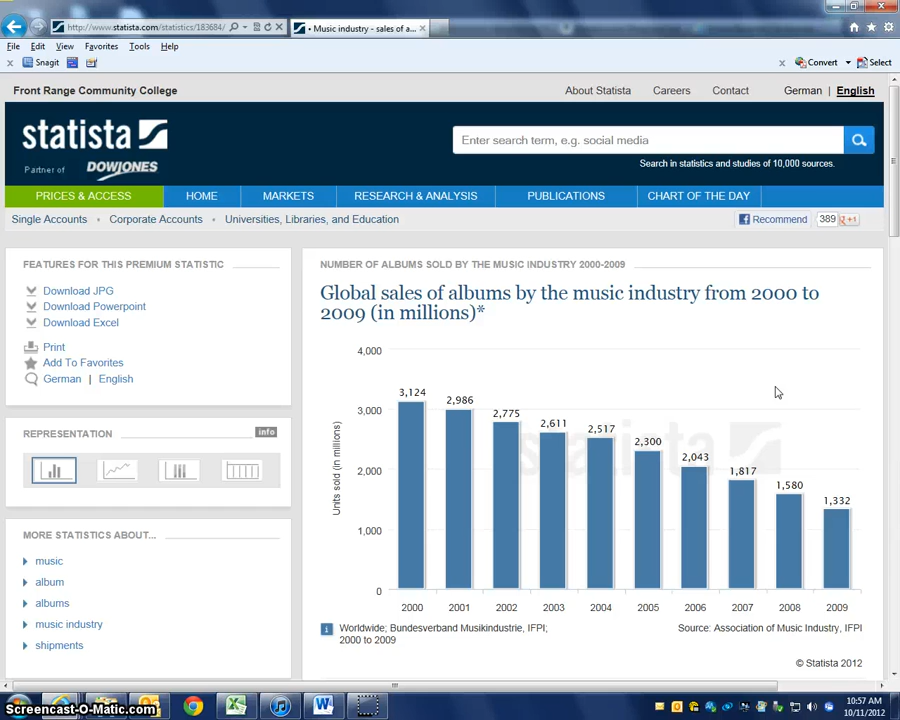 http://www.statista.com/statistics/183684/
• Music industry - sales of a...
File Edit View Favorites Tools Help
x Snagit
x Convert Select
Front Range Community College
About Statista Careers Contact German | English
statista
Partner of DOWJONES
Enter search term, e.g. social media
Search in statistics and studies of 10,000 sources.
PRICES & ACCESS HOME MARKETS RESEARCH & ANALYSIS PUBLICATIONS CHART OF THE DAY
Single Accounts • Corporate Accounts • Universities, Libraries, and Education
Recommend 389 +1
FEATURES FOR THIS PREMIUM STATISTIC
Download JPG
Download Powerpoint
Download Excel
Print
Add To Favorites
German | English
REPRESENTATION info
MORE STATISTICS ABOUT...
music
album
albums
music industry
shipments
NUMBER OF ALBUMS SOLD BY THE MUSIC INDUSTRY 2000-2009
Global sales of albums by the music industry from 2000 to
2009 (in millions)*
Units sold (in millions)
4,000
3,000
2,000
1,000
0
3,124 2,986 2,775 2,611 2,517 2,300 2,043 1,817 1,580 1,332
statista
2000 2001 2002 2003 2004 2005 2006 2007 2008 2009
i Worldwide; Bundesverband Musikindustrie, IFPI;
2000 to 2009
Source: Association of Music Industry, IFPI
© Statista 2012
Screencast-O-Matic.com
10:57 AM
10/11/2012